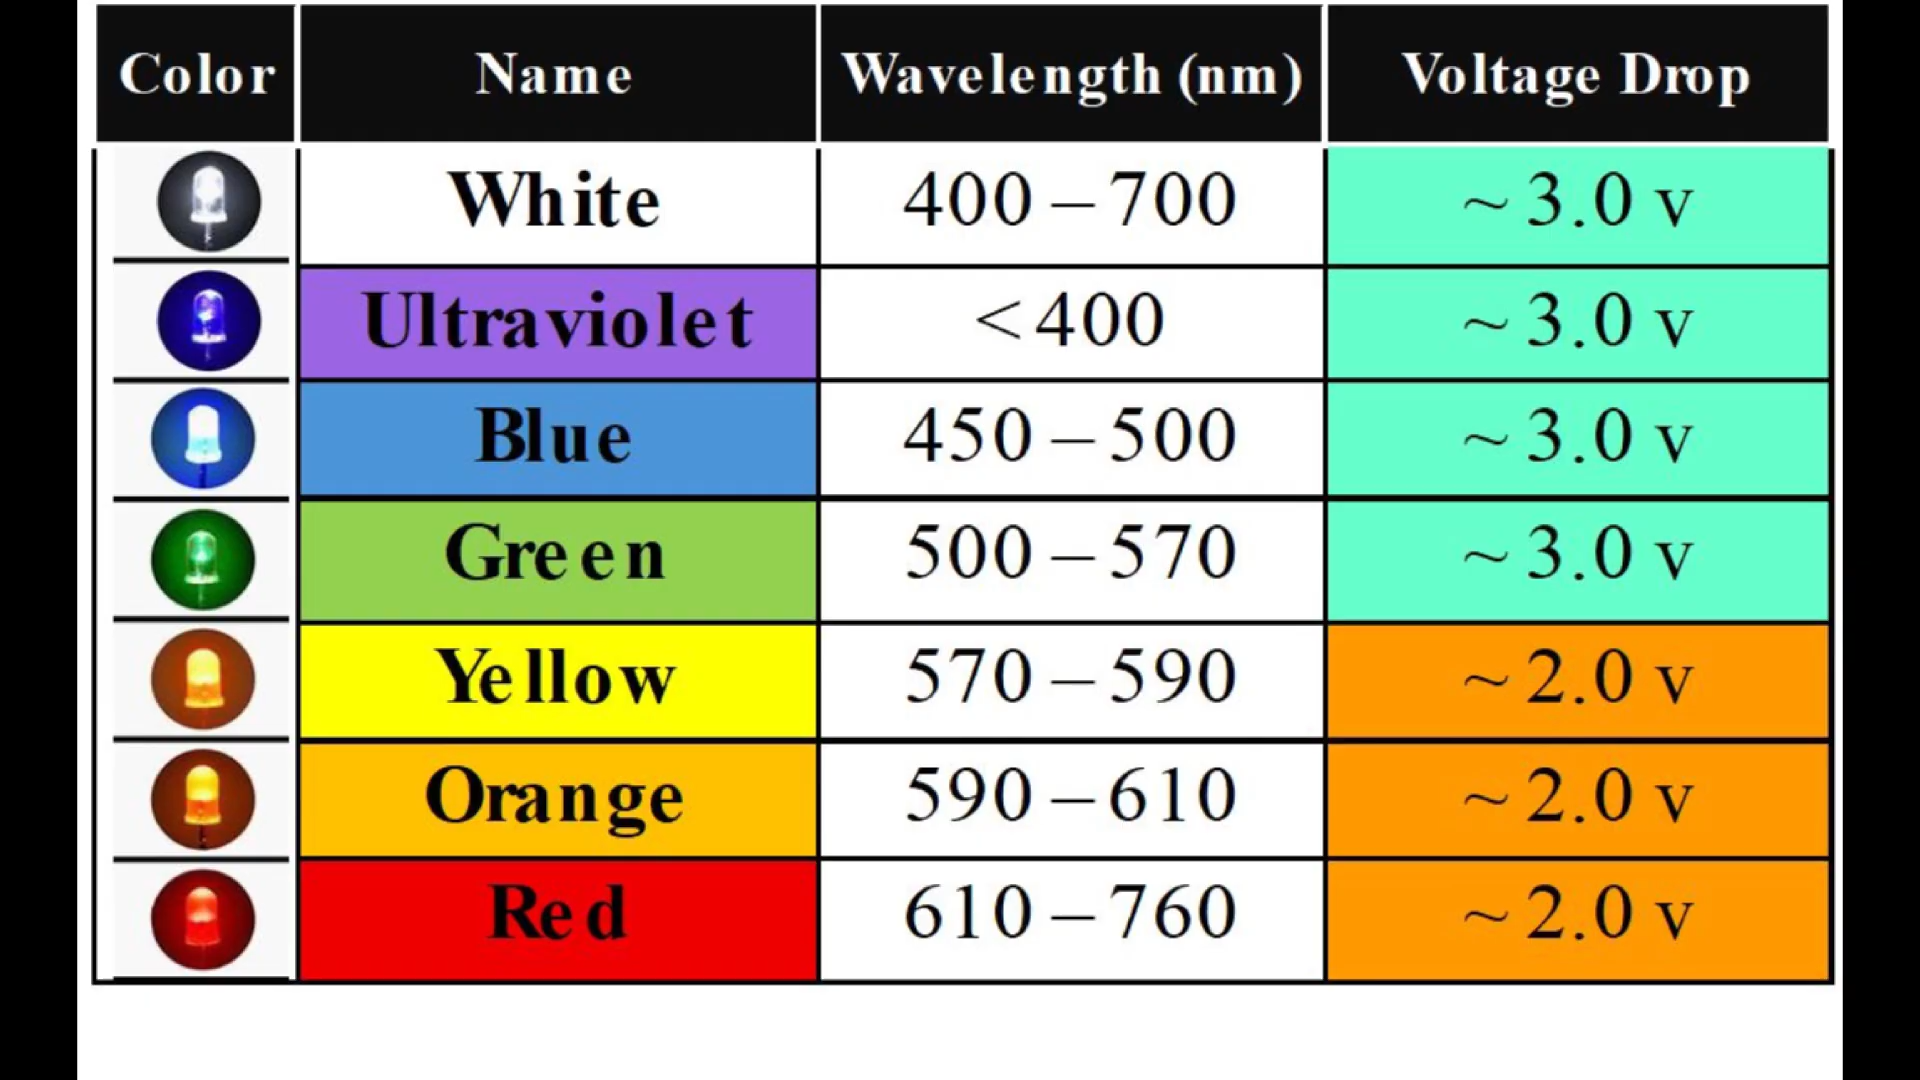 Color Name Wavelength (nm) Voltage Drop
White 400 – 700 ~ 3.0 v
Ultraviolet < 400 ~ 3.0 v
Blue 450 – 500 ~ 3.0 v
Green 500 – 570 ~ 3.0 v
Yellow 570 – 590 ~ 2.0 v
Orange 590 – 610 ~ 2.0 v
Red 610 – 760 ~ 2.0 v